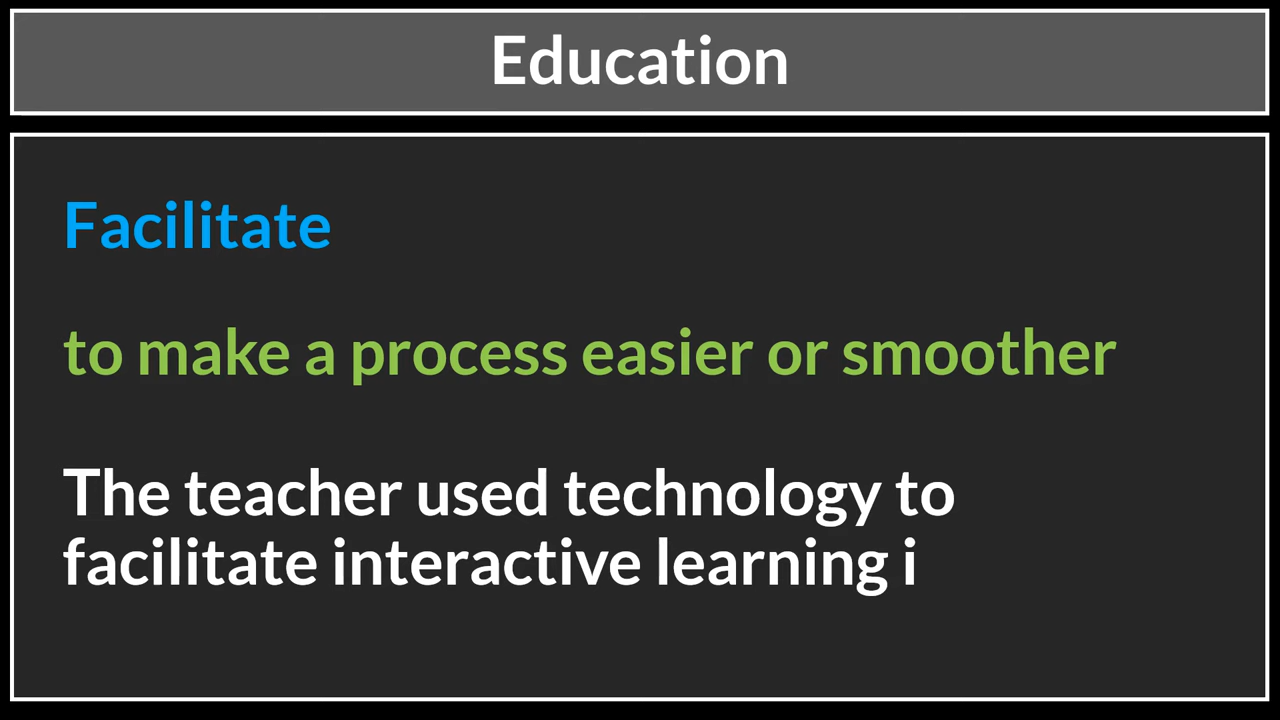 Education
Facilitate
to make a process easier or smoother
The teacher used technology to
facilitate interactive learning i